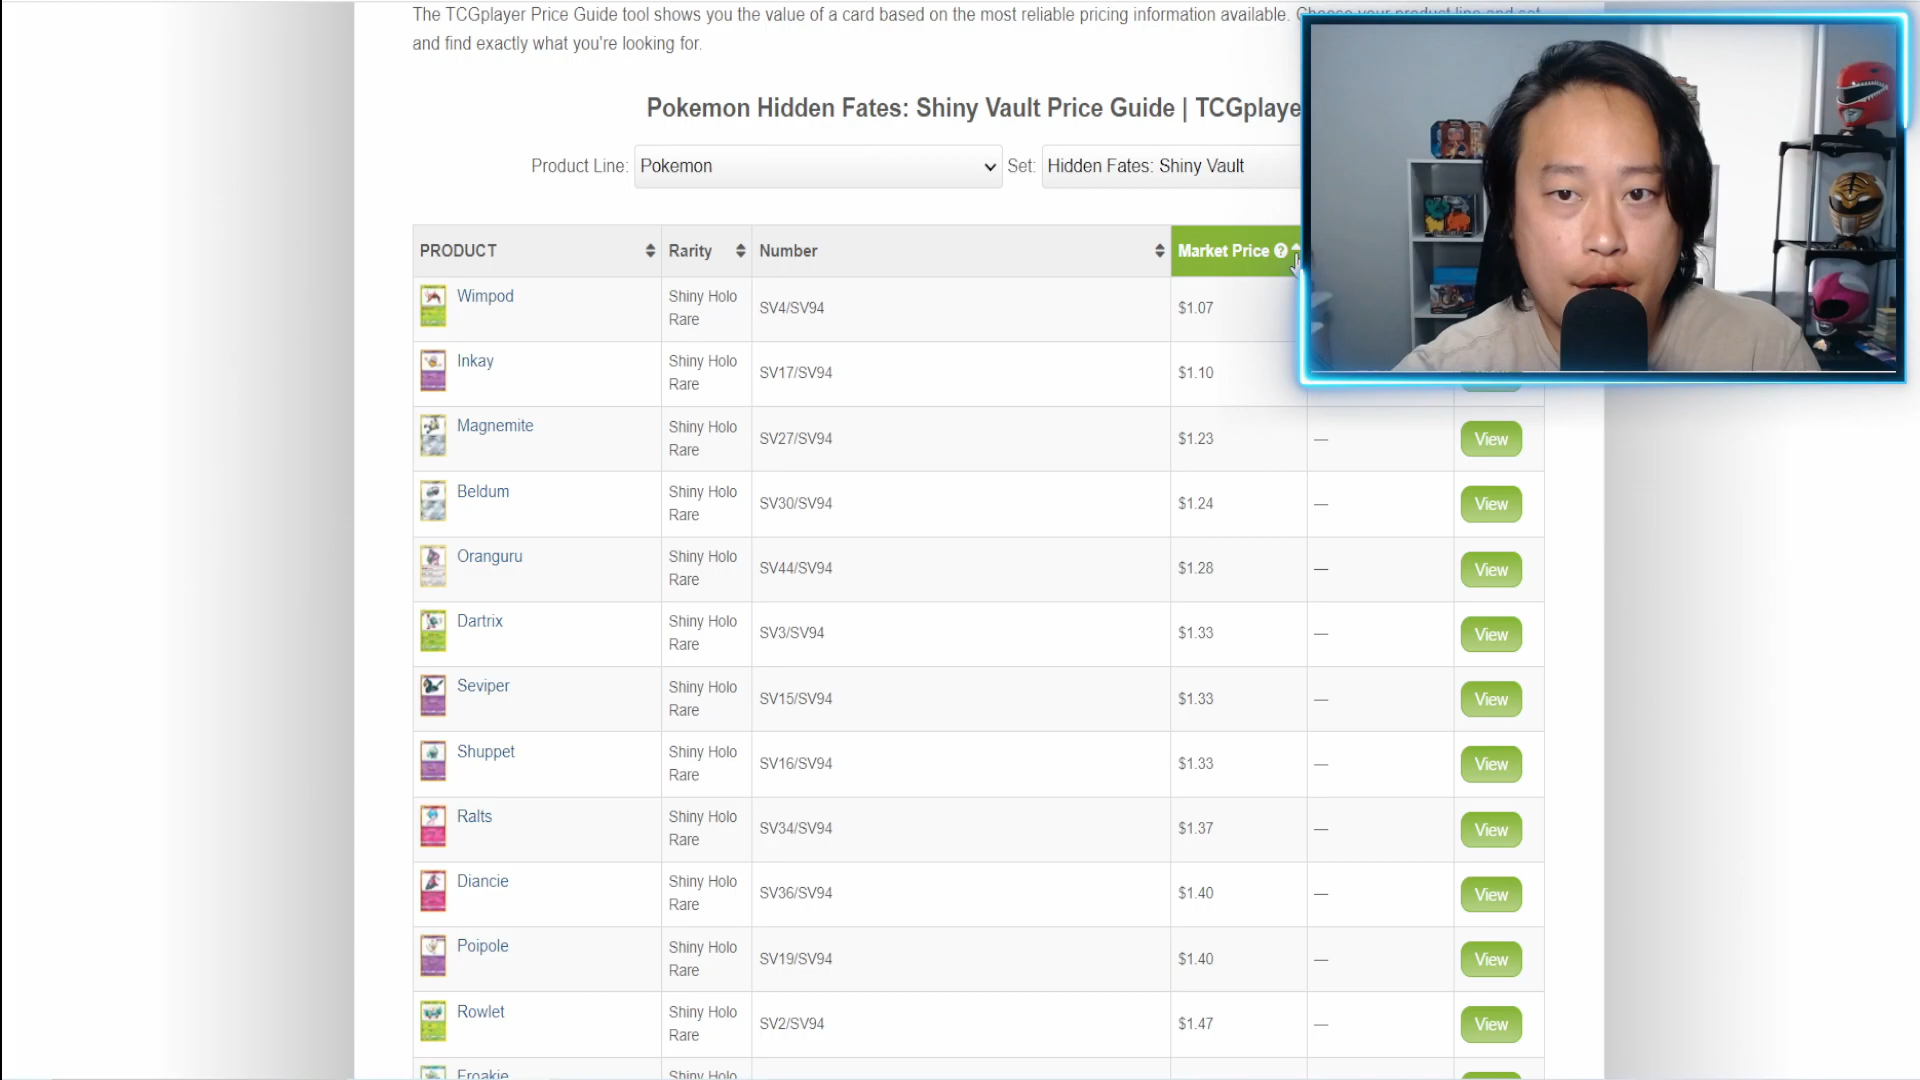 The TCGplayer Price Guide tool shows you the value of a card based on the most reliable pricing information available. Choose your product line and set
and find exactly what you're looking for.
Pokemon Hidden Fates: Shiny Vault Price Guide | TCGplaye
Product Line: Pokemon Set: Hidden Fates: Shiny Vault
PRODUCT Rarity Number Market Price
Wimpod Shiny Holo Rare SV4/SV94 $1.07
Inkay Shiny Holo Rare SV17/SV94 $1.10
Magnemite Shiny Holo Rare SV27/SV94 $1.23 — View
Beldum Shiny Holo Rare SV30/SV94 $1.24 — View
Oranguru Shiny Holo Rare SV44/SV94 $1.28 — View
Dartrix Shiny Holo Rare SV3/SV94 $1.33 — View
Seviper Shiny Holo Rare SV15/SV94 $1.33 — View
Shuppet Shiny Holo Rare SV16/SV94 $1.33 — View
Ralts Shiny Holo Rare SV34/SV94 $1.37 — View
Diancie Shiny Holo Rare SV36/SV94 $1.40 — View
Poipole Shiny Holo Rare SV19/SV94 $1.40 — View
Rowlet Shiny Holo Rare SV2/SV94 $1.47 — View
Froakie Shiny Holo